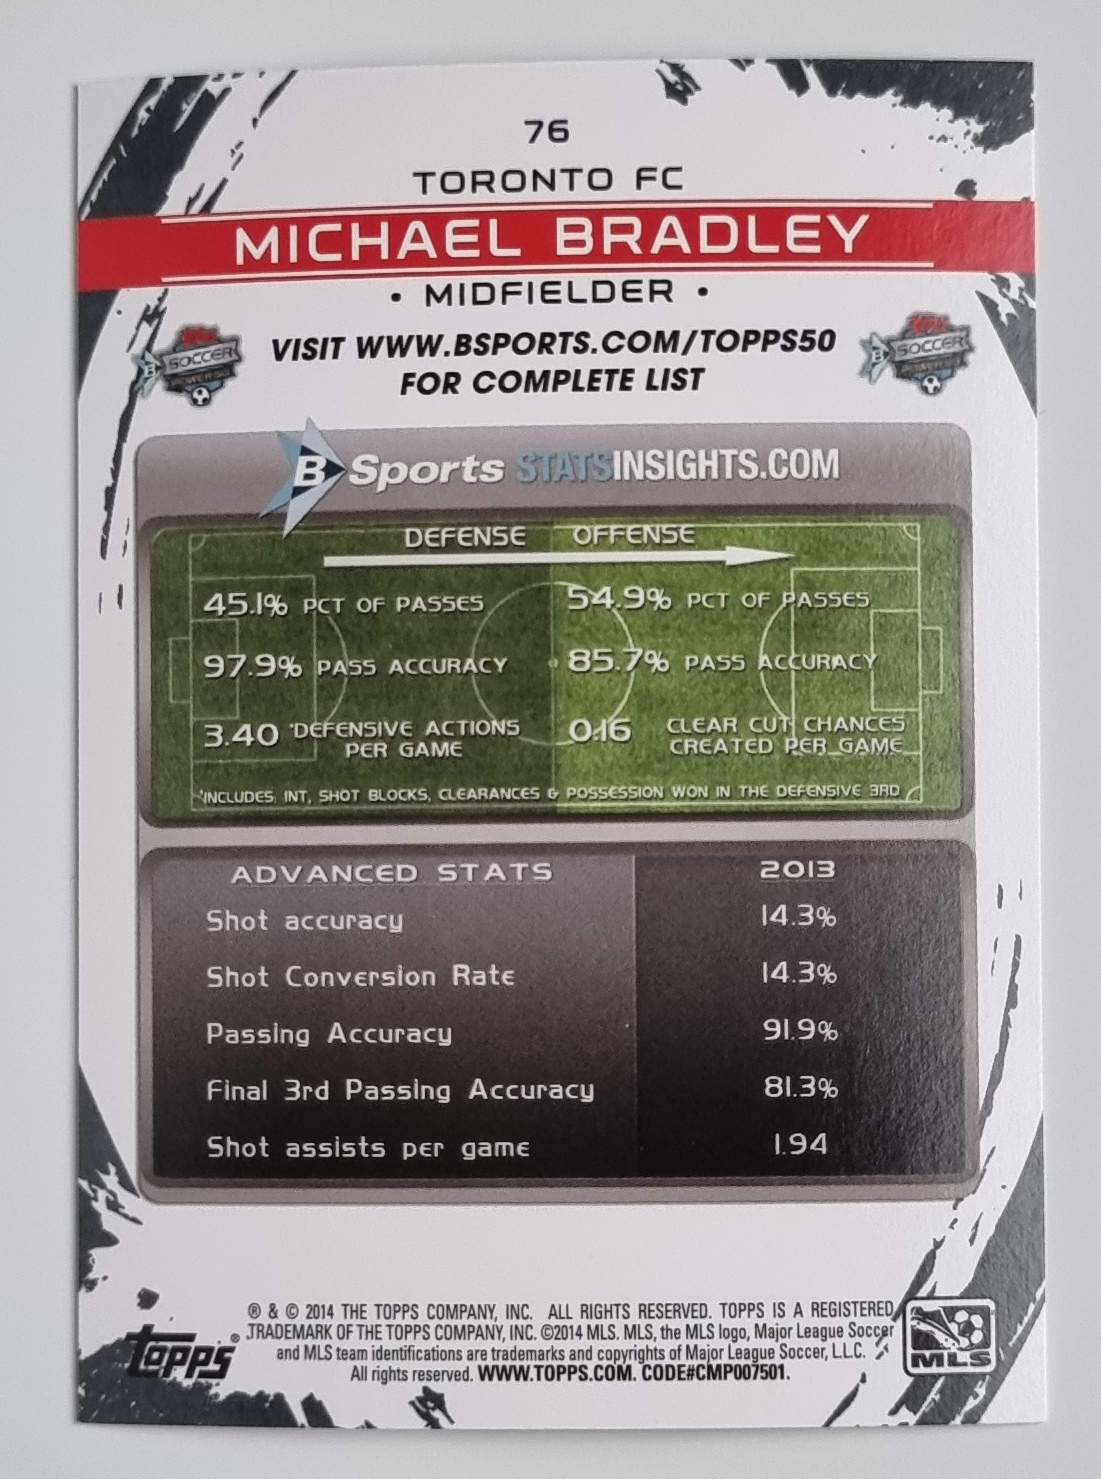 76
TORONTO FC
MICHAEL BRADLEY
• MIDFIELDER •
VISIT WWW.BSPORTS.COM/TOPPS50
FOR COMPLETE LIST
Topps SOCCER
Topps SOCCER
B Sports STATSINSIGHTS.COM
DEFENSE OFFENSE
45.1% PCT OF PASSES 54.9% PCT OF PASSES
97.9% PASS ACCURACY 85.7% PASS ACCURACY
3.40 *DEFENSIVE ACTIONS PER GAME 0.16 CLEAR CUT CHANCES CREATED PER GAME
*INCLUDES: INT, SHOT BLOCKS, CLEARANCES & POSSESSION WON IN THE DEFENSIVE 3RD
ADVANCED STATS 2013
Shot accuracy 14.3%
Shot Conversion Rate 14.3%
Passing Accuracy 91.9%
Final 3rd Passing Accuracy 81.3%
Shot assists per game 1.94
® & © 2014 THE TOPPS COMPANY, INC. ALL RIGHTS RESERVED. TOPPS IS A REGISTERED
TRADEMARK OF THE TOPPS COMPANY, INC. ©2014 MLS. MLS, the MLS logo, Major League Soccer
and MLS team identifications are trademarks and copyrights of Major League Soccer, L.L.C.
All rights reserved. WWW.TOPPS.COM. CODE#CMP007501.
Topps®
MLS